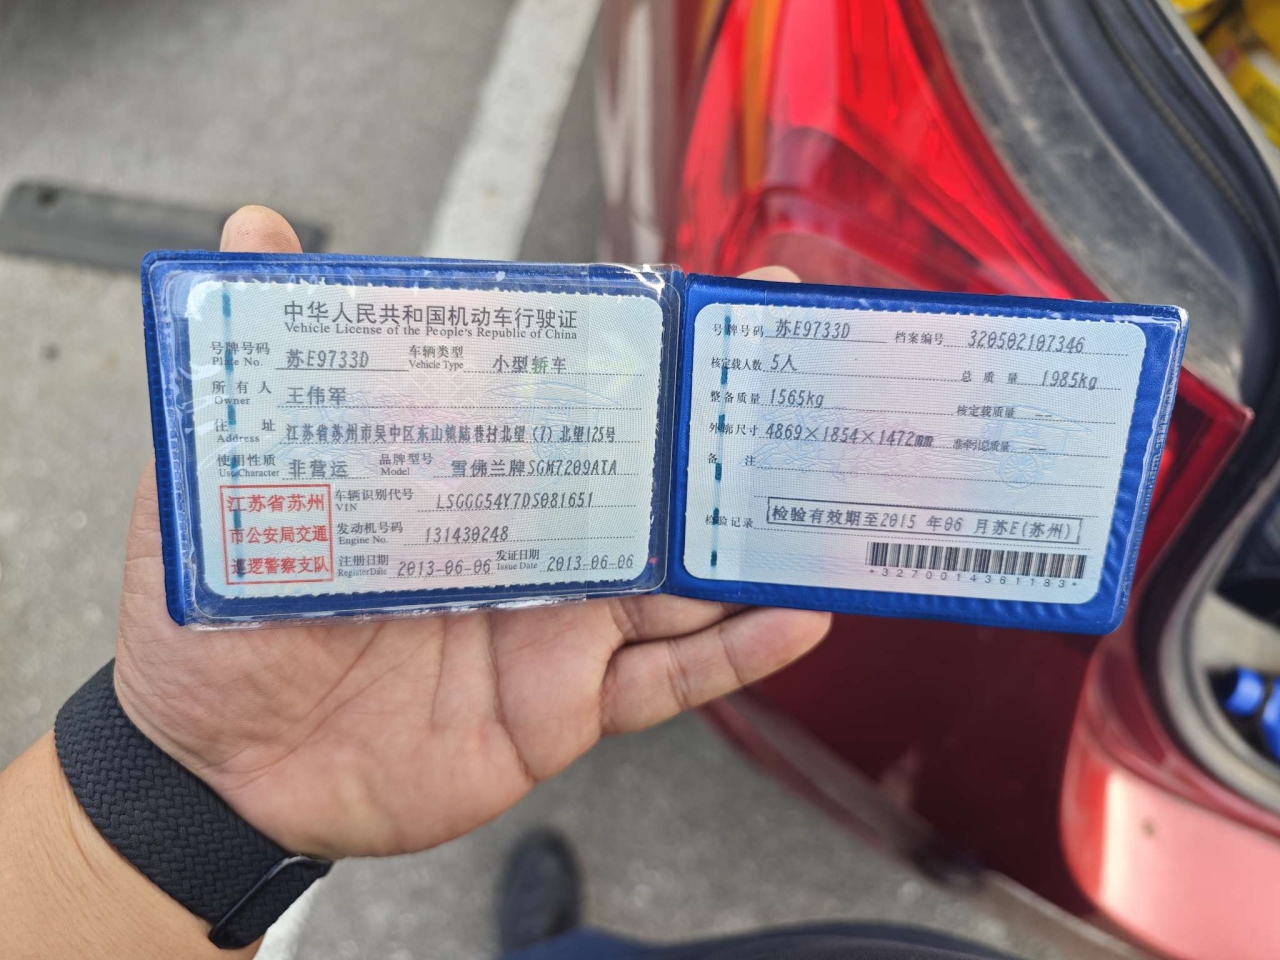 中华人民共和国机动车行驶证
Vehicle License of the People's Republic of China
号牌号码 苏E9733D 车辆类型 小型轿车
Plate No. Vehicle Type
所有人 王伟军
Owner
住址 江苏省苏州市吴中区东山镇陆巷村北望(7)北望125号
Address
使用性质 非营运 品牌型号 雪佛兰牌SGM7209ATA
Use Character Model
江苏省苏州
市公安局交通
巡逻警察支队
车辆识别代号 LSGGG54Y7DS081651
VIN
发动机号码 131430248
Engine No.
注册日期 2013-06-06 发证日期 2013-06-06
Register Date Issue Date
号牌号码 苏E9733D 档案编号 320502107346
核定载人数 5人 总质量 1985kg
整备质量 1565kg 核定载质量 --
外廓尺寸 4869×1854×1472mm 准牵引总质量 --
备注
检验记录 检验有效期至2015年06月苏E(苏州)
*3270014361183*